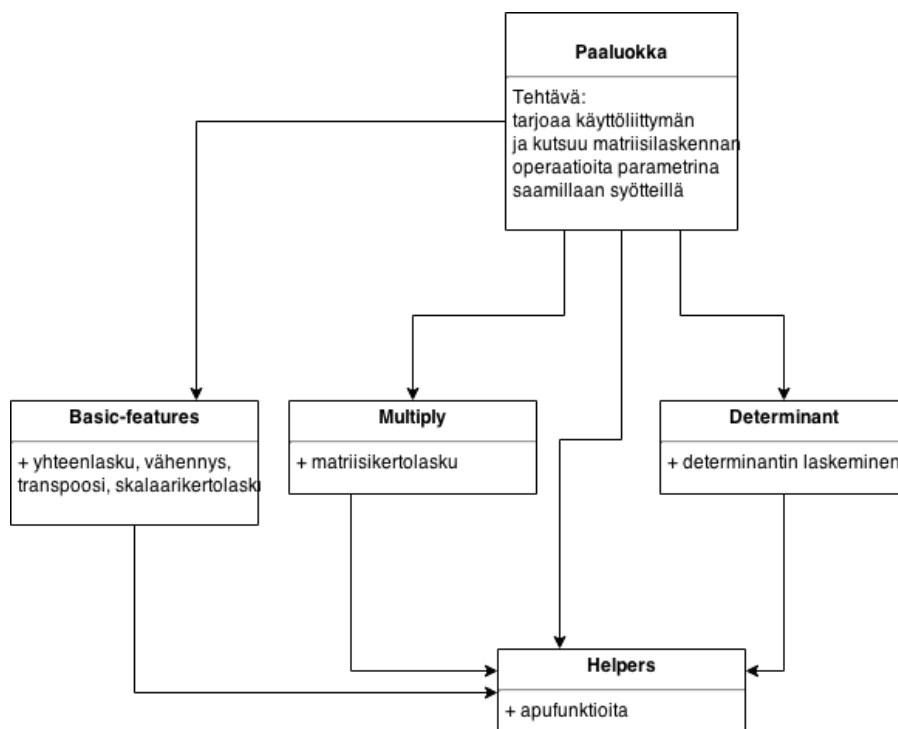 Paaluokka
Tehtävä:
tarjoaa käyttöliittymän
ja kutsuu matriisilaskennan
operaatioita parametrina
saamillaan syötteillä
Basic-features
+ yhteenlasku, vähennys,
transpoosi, skalaarikertolasku
Multiply
+ matriisikertolasku
Determinant
+ determinantin laskeminen
Helpers
+ apufunktioita